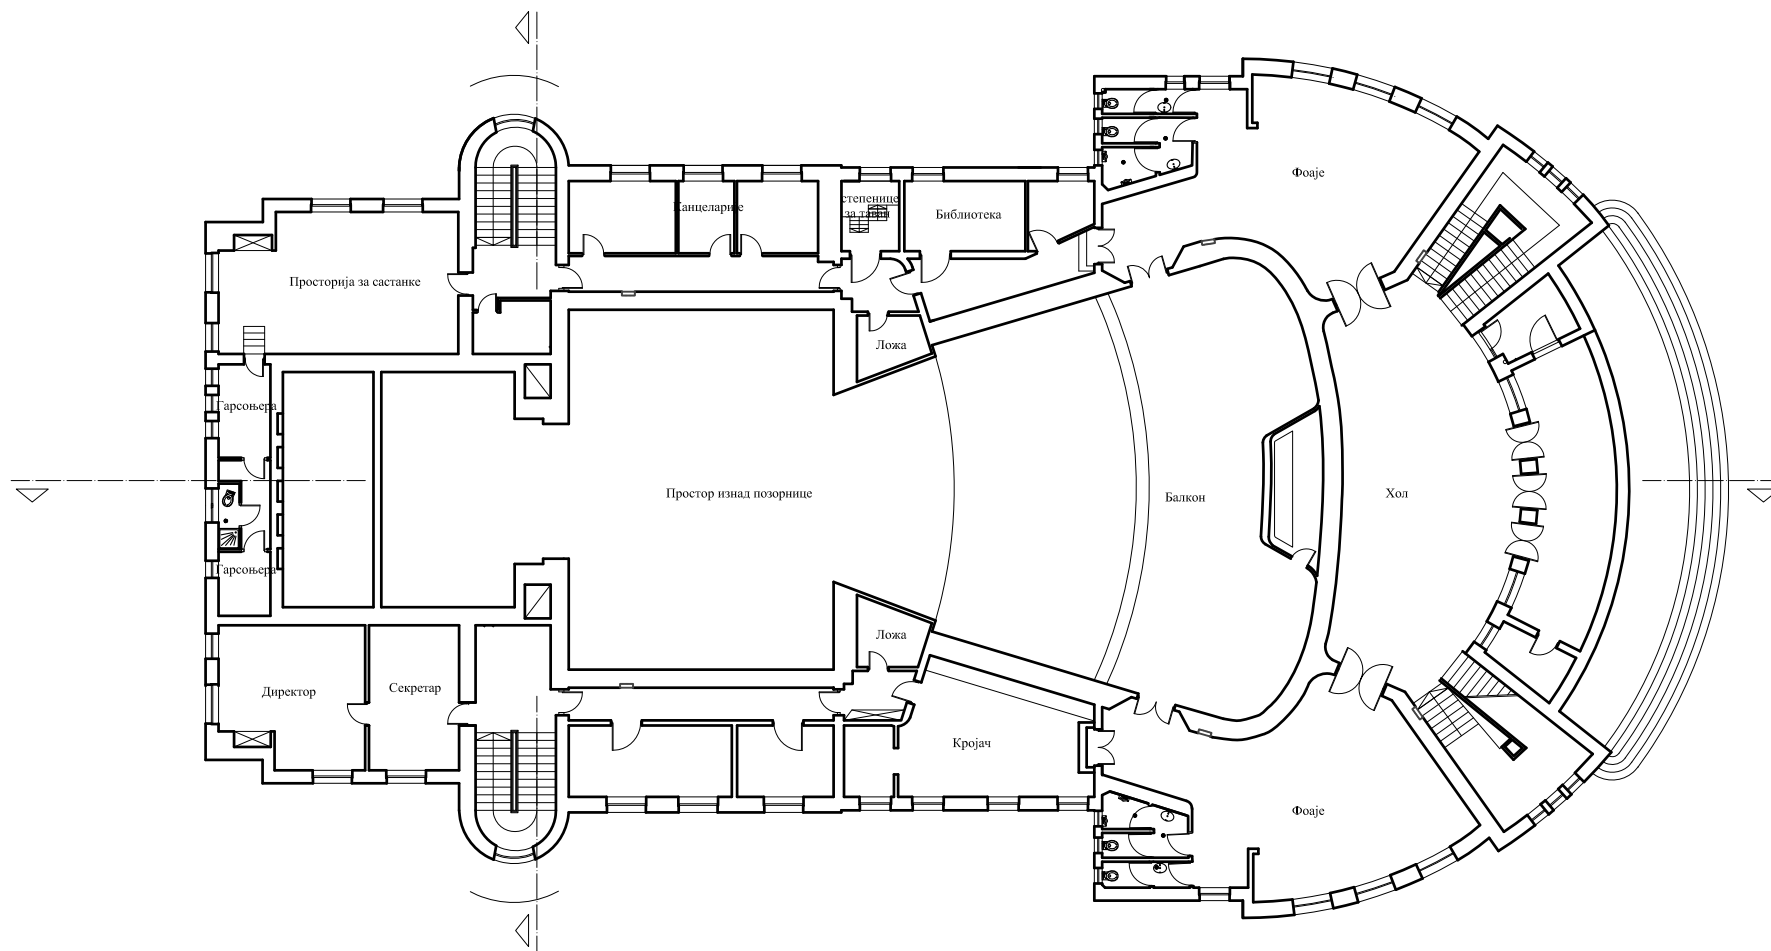 Фоаје
Канцеларије
степенице
за таван
Библиотека
Просторија за састанке
Ложа
Гарсоњера
Простор изнад позорнице
Балкон
Хол
Гарсоњера
Ложа
Директор
Секретар
Кројач
Фоаје